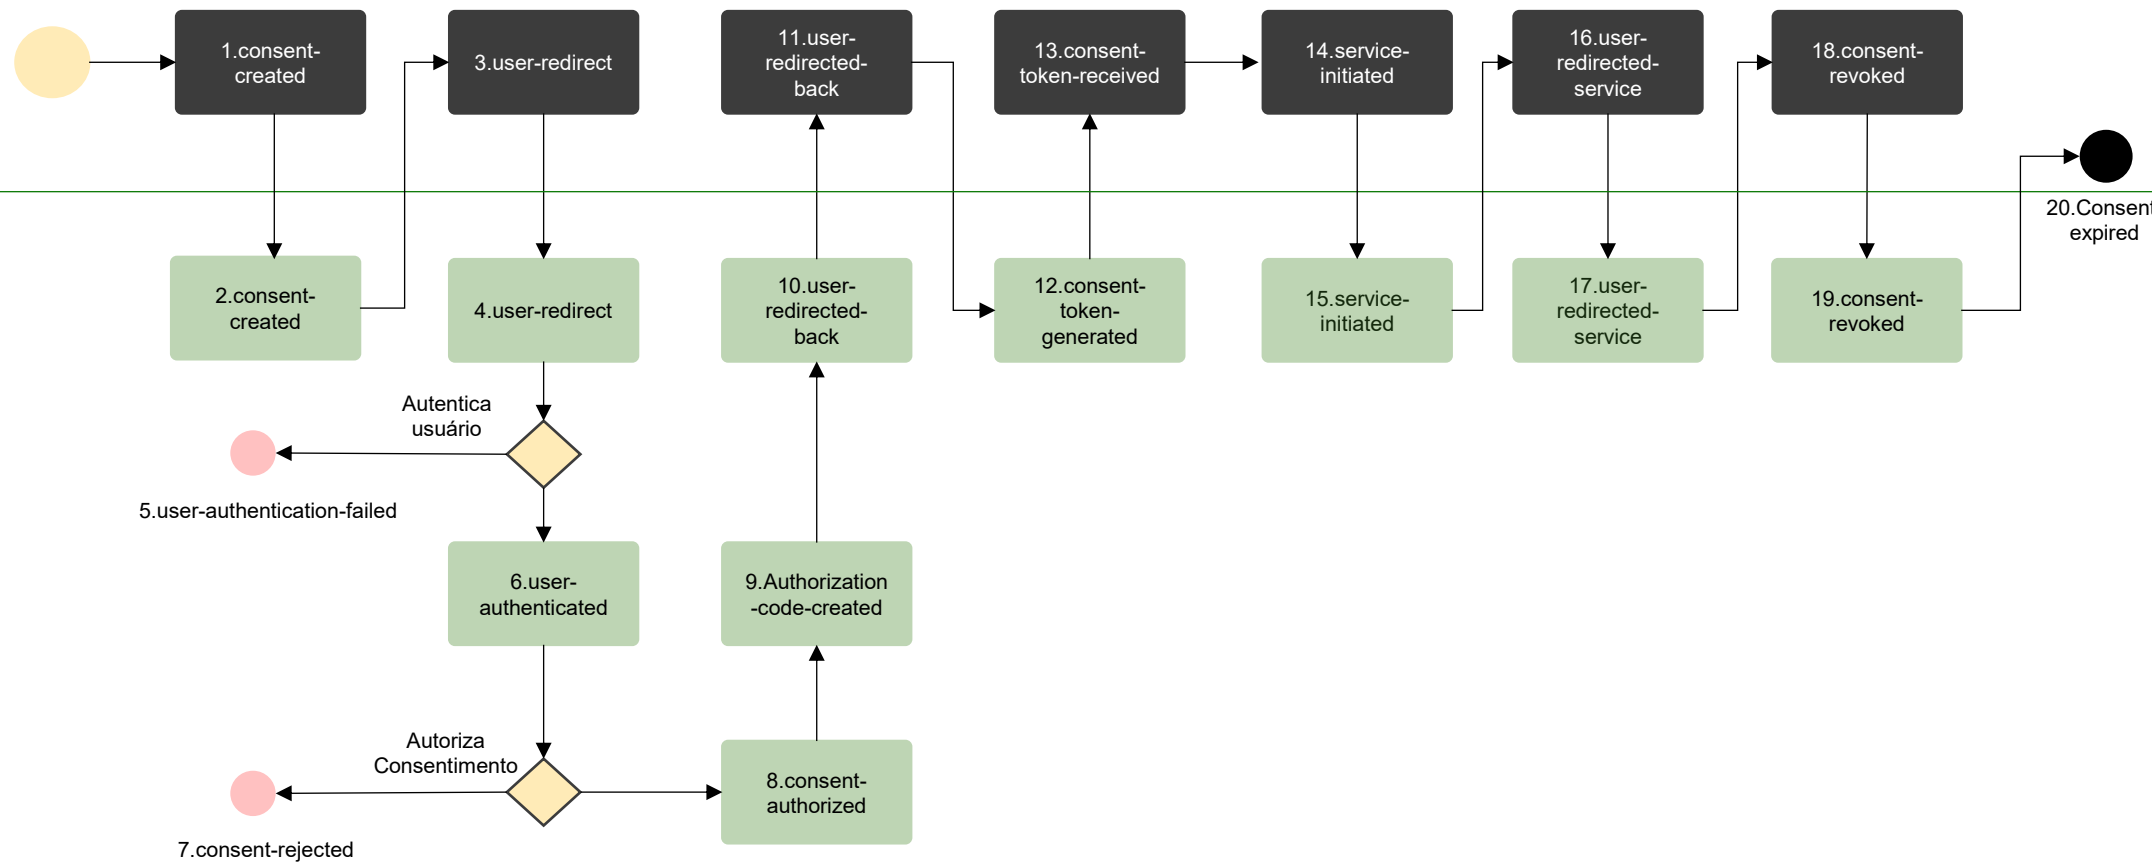 1.consent-
created
3.user-redirect
11.user-
redirected-
back
13.consent-
token-received
14.service-
initiated
16.user-
redirected-
service
18.consent-
revoked
20.Consent
expired
2.consent-
created
4.user-redirect
10.user-
redirected-
back
12.consent-
token-
generated
15.service-
initiated
17.user-
redirected-
service
19.consent-
revoked
Autentica
usuário
5.user-authentication-failed
6.user-
authenticated
9.Authorization
-code-created
Autoriza
Consentimento
8.consent-
authorized
7.consent-rejected